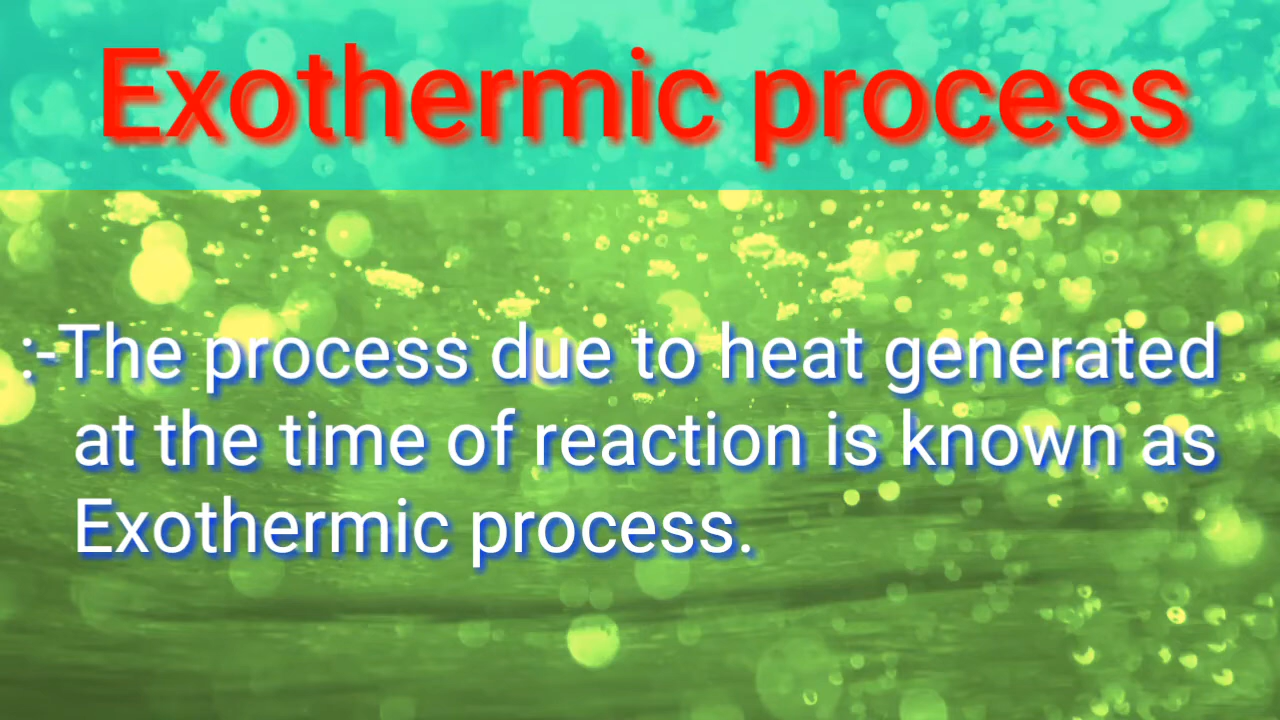 Exothermic process
:-The process due to heat generated
at the time of reaction is known as
Exothermic process.